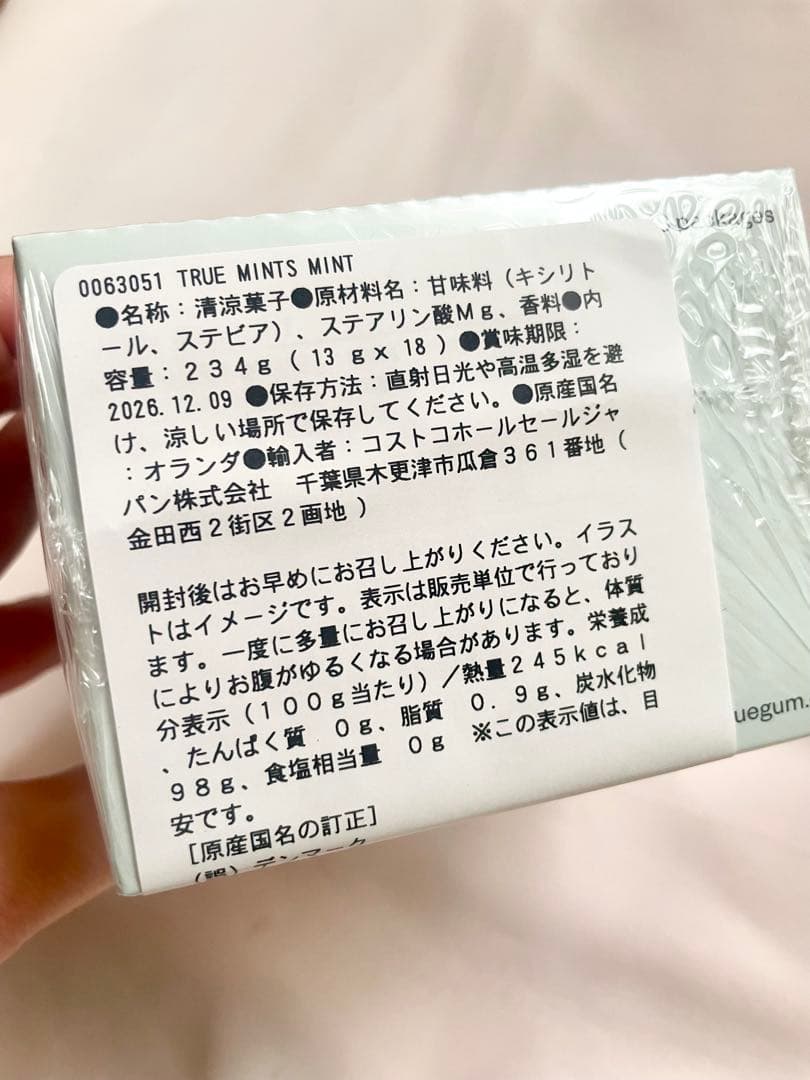 packages
0063051 TRUE MINTS MINT
●名称：清涼菓子●原材料名：甘味料（キシリト
ール、ステビア）、ステアリン酸Ｍｇ、香料●内
容量：２３４ｇ（１３ｇｘ１８）●賞味期限：
2026.12.09 ●保存方法：直射日光や高温多湿を避
け、涼しい場所で保存してください。●原産国名
：オランダ●輸入者：コストコホールセールジャ
パン株式会社　千葉県木更津市瓜倉３６１番地（
金田西２街区２画地）
開封後はお早めにお召し上がりください。イラス
トはイメージです。表示は販売単位で行っており
ます。一度に多量にお召し上がりになると、体質
によりお腹がゆるくなる場合があります。栄養成
分表示（１００ｇ当たり）／熱量２４５ｋｃａｌ
、たんぱく質　０ｇ、脂質　０．９ｇ、炭水化物
９８ｇ、食塩相当量　０ｇ　※この表示値は、目
安です。
[原産国名の訂正]
（誤）デンマーク
uegum.